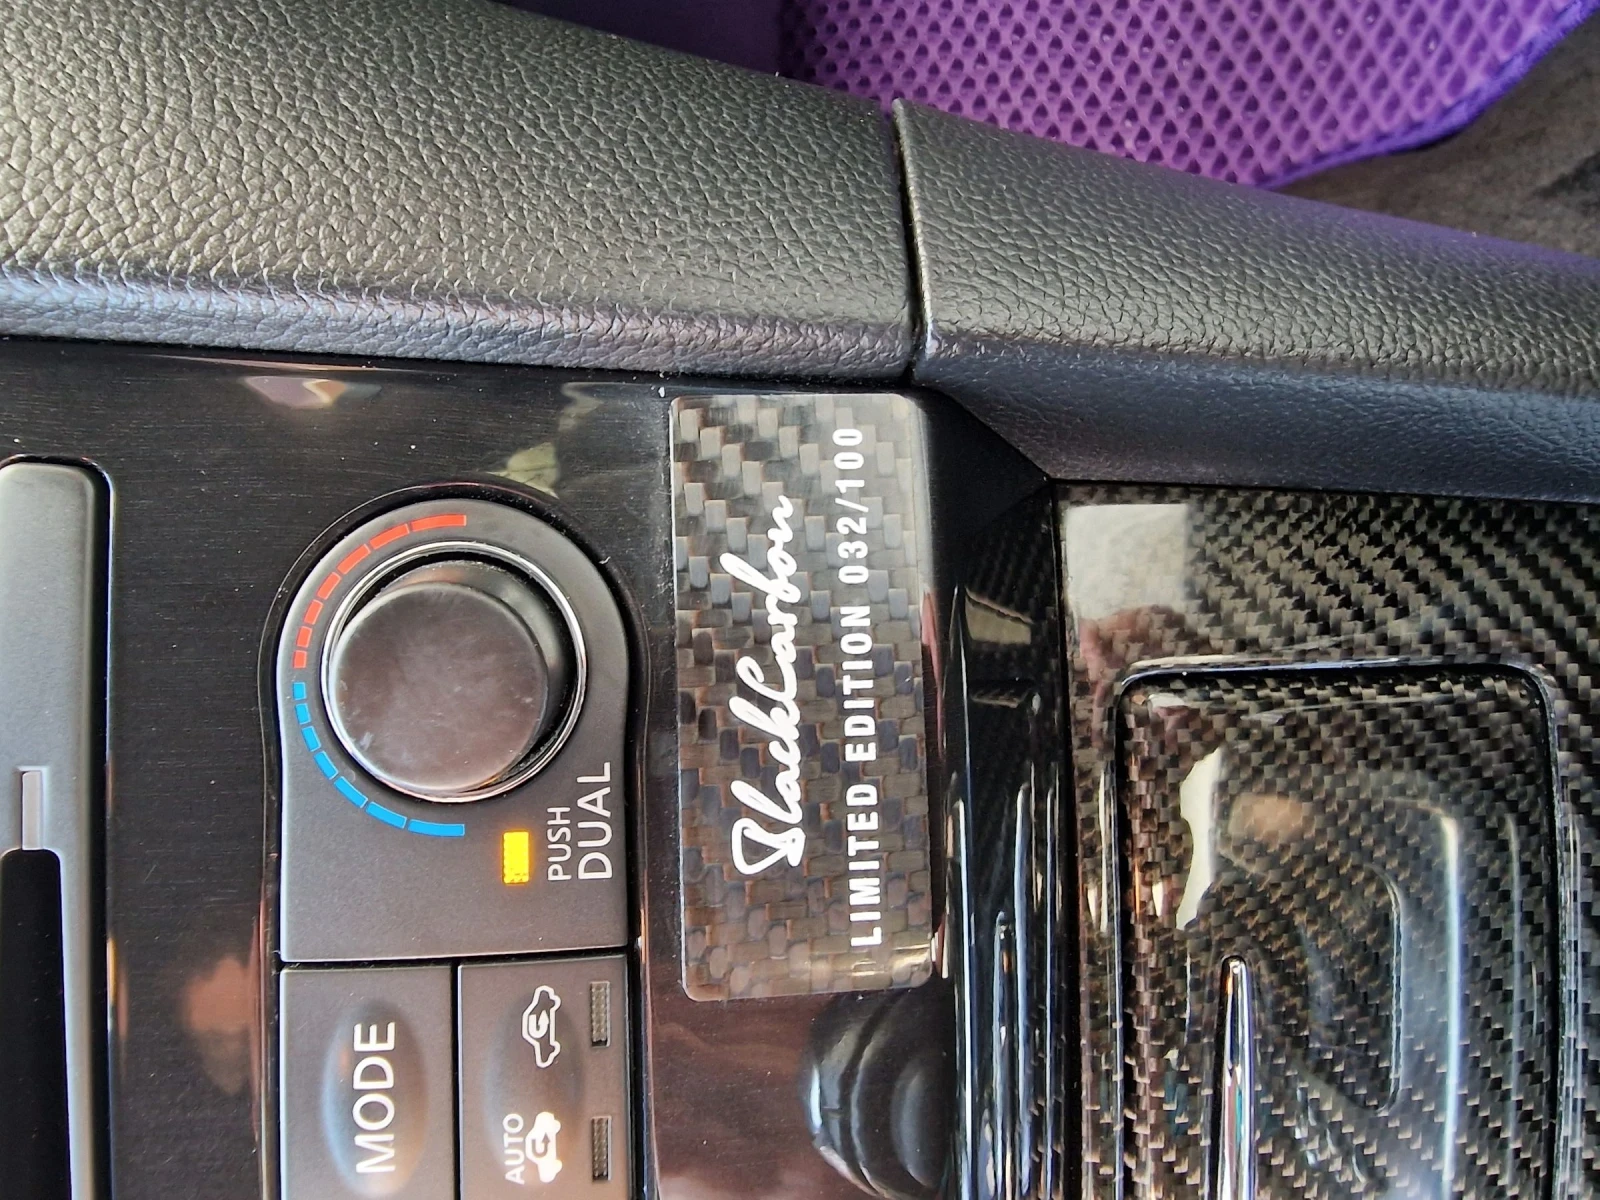 BlackCarbon
LIMITED EDITION 032/100
PUSH
DUAL
MODE
AUTO